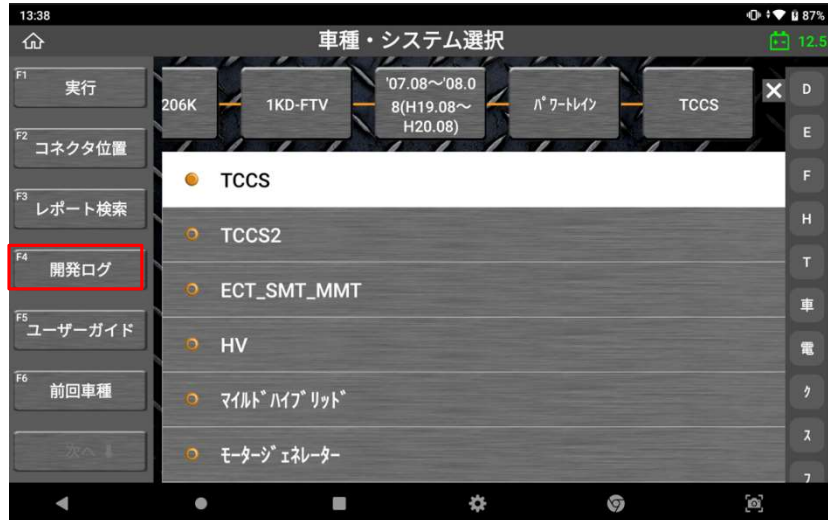 13:38
87%
車種・システム選択
12.5
F1
実行
F2
コネクタ位置
F3
レポート検索
F4
開発ログ
F5
ユーザーガイド
F6
前回車種
次へ
206K
1KD-FTV
'07.08～'08.0
8(H19.08～
H20.08)
ﾊﾟﾜｰﾄﾚｲﾝ
TCCS
TCCS
TCCS2
ECT_SMT_MMT
HV
ﾏｲﾙﾄﾞﾊｲﾌﾞﾘｯﾄﾞ
ﾓｰﾀｰｼﾞｪﾈﾚｰﾀｰ
D
E
F
H
T
車
電
ｸ
ｽ
ﾌ